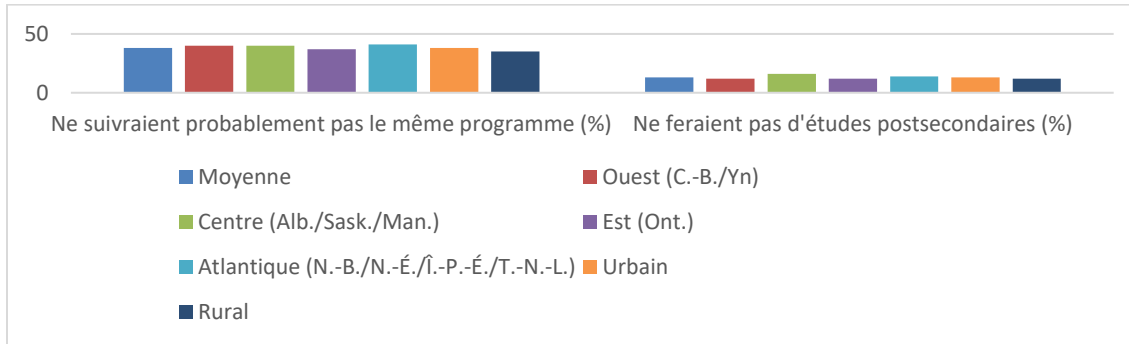 50
0
Ne suivraient probablement pas le même programme (%) Ne feraient pas d'études postsecondaires (%)
Moyenne Ouest (C.-B./Yn)
Centre (Alb./Sask./Man.) Est (Ont.)
Atlantique (N.-B./N.-É./Î.-P.-É./T.-N.-L.) Urbain
Rural